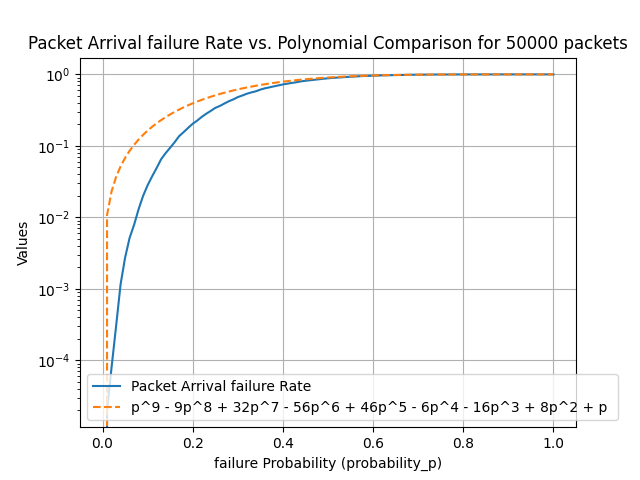 Packet Arrival failure Rate vs. Polynomial Comparison for 50000 packets
Values
10^0
10^-1
10^-2
10^-3
10^-4
Packet Arrival failure Rate
p^9 - 9p^8 + 32p^7 - 56p^6 + 46p^5 - 6p^4 - 16p^3 + 8p^2 + p
0.0 0.2 0.4 0.6 0.8 1.0
failure Probability (probability_p)